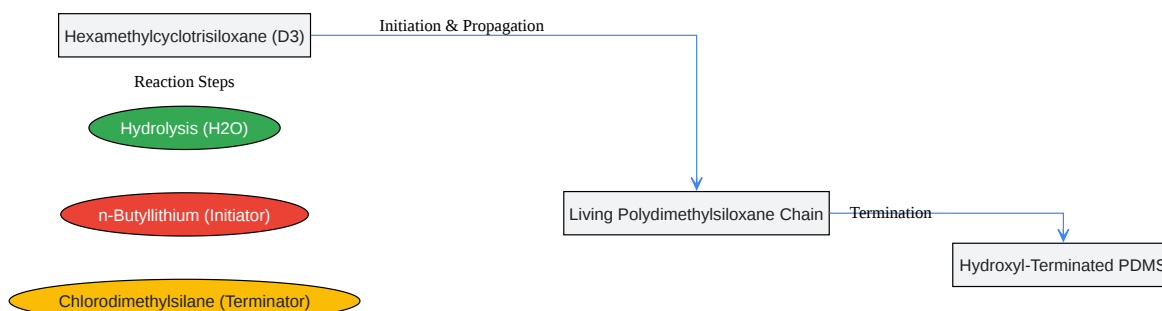 Hexamethylcyclotrisiloxane (D3)
Initiation & Propagation
Reaction Steps
Hydrolysis (H2O)
n-Butyllithium (Initiator)
Living Polydimethylsiloxane Chain
Termination
Hydroxyl-Terminated PDMS
Chlorodimethylsilane (Terminator)